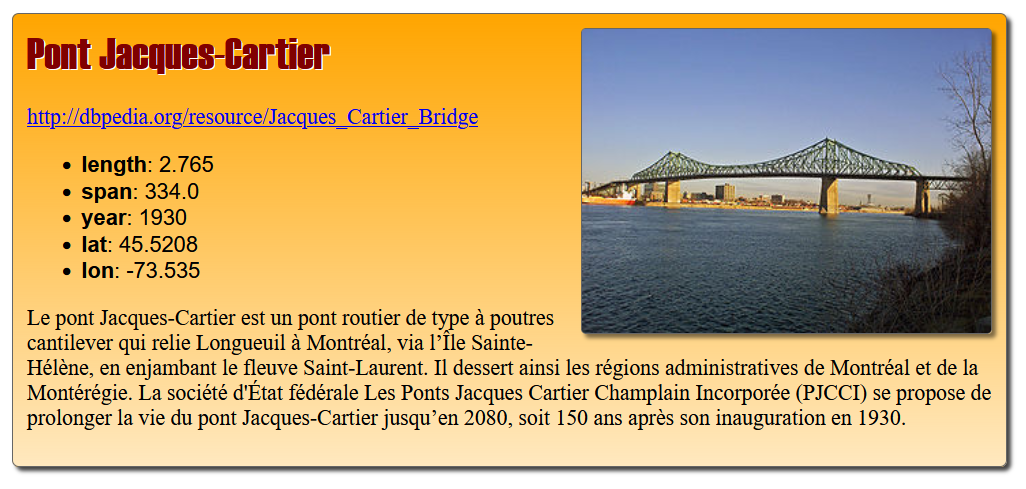 Pont Jacques-Cartier
http://dbpedia.org/resource/Jacques_Cartier_Bridge
• length: 2.765
• span: 334.0
• year: 1930
• lat: 45.5208
• lon: -73.535
Le pont Jacques-Cartier est un pont routier de type à poutres
cantilever qui relie Longueuil à Montréal, via l’Île Sainte-
Hélène, en enjambant le fleuve Saint-Laurent. Il dessert ainsi les régions administratives de Montréal et de la
Montérégie. La société d'État fédérale Les Ponts Jacques Cartier Champlain Incorporée (PJCCI) se propose de
prolonger la vie du pont Jacques-Cartier jusqu’en 2080, soit 150 ans après son inauguration en 1930.